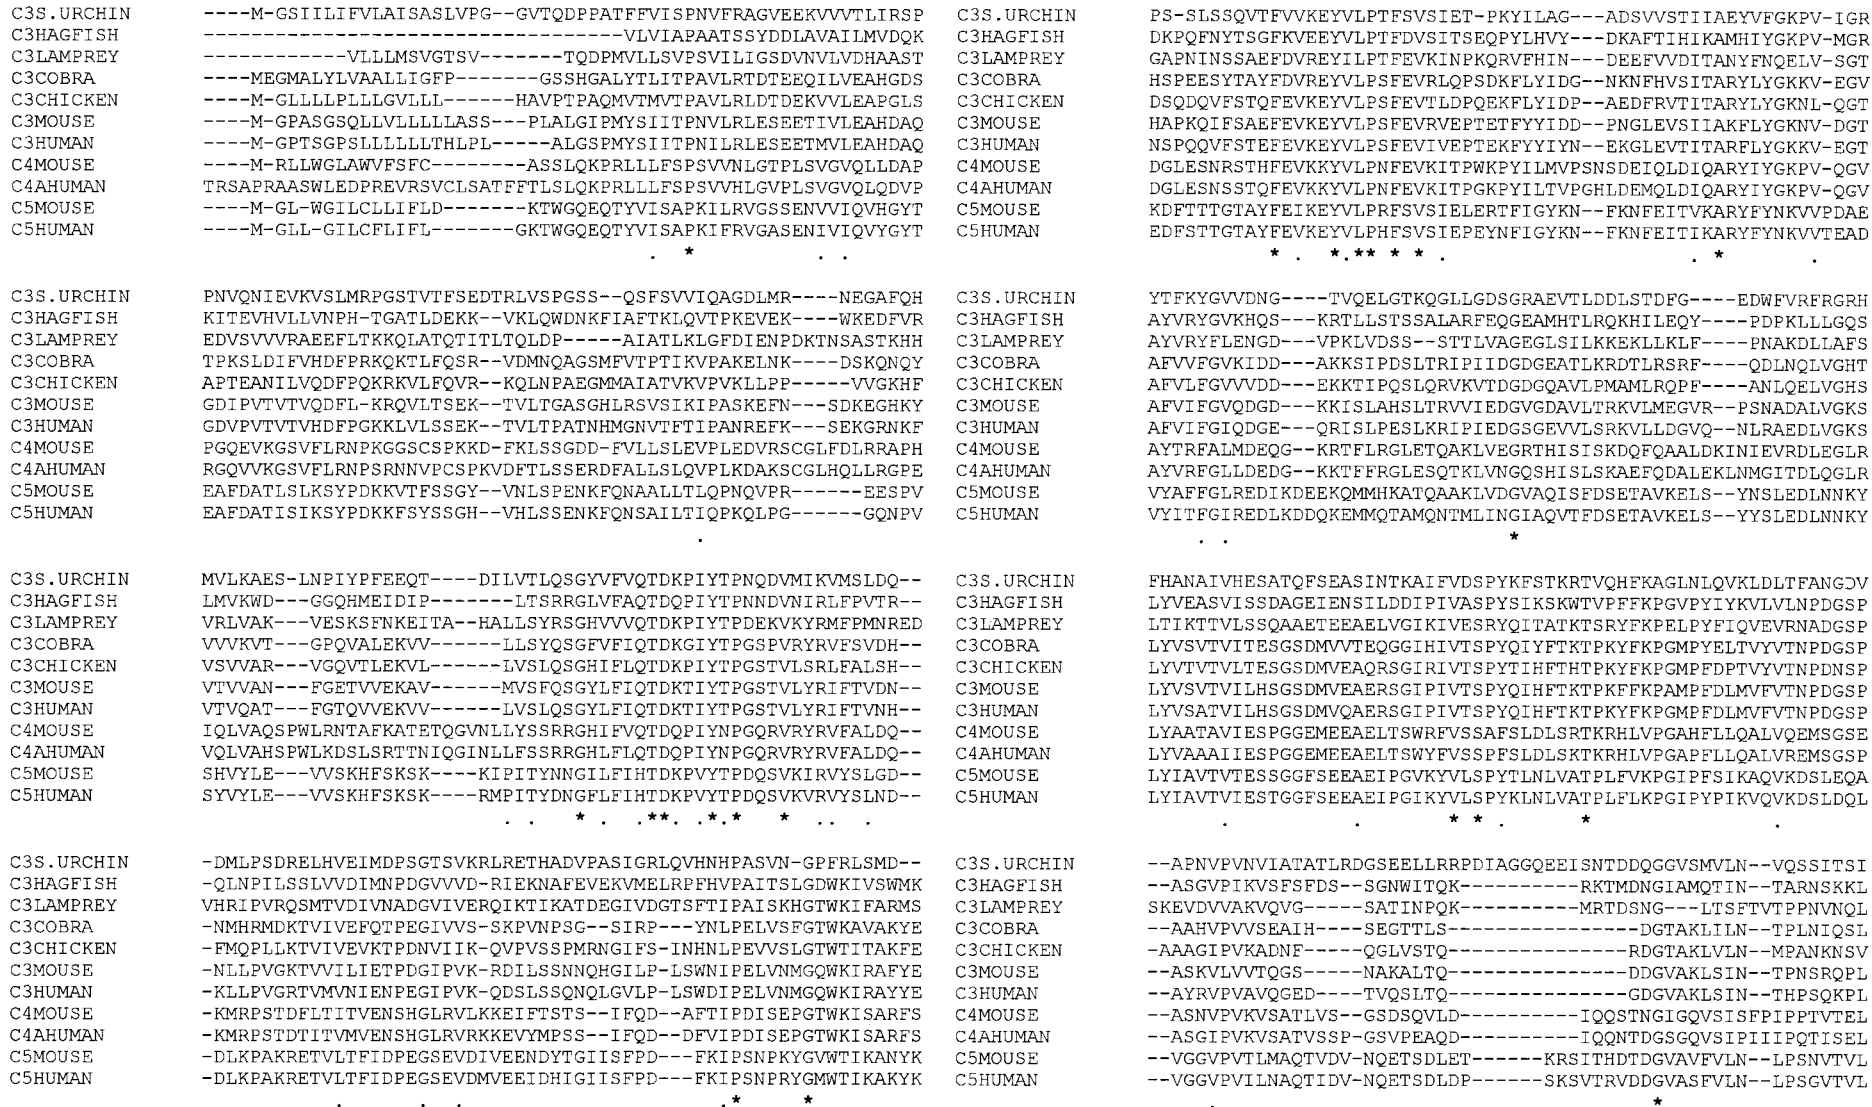 C3S.URCHIN ----M-GSIILIFVLAISASLVPG--GVTQDPPATFFVISPNVFRAGVEEKVVVTLIRSP
C3HAGFISH ---------------------------------VLVIAPAATSSYDDLAVAILMVDQK
C3LAMPREY ------------VLLLMSVGTSV-------TQDPMVLLSVPSVILIGSDVNVLVDHAAST
C3COBRA ----MEGMALYLVAALLIGFP--------GSSHGALYTLITPAVLRTDTEEQILVEAHGDS
C3CHICKEN ----M-GLLLLPLLLGVLLL-------HAVPTPAQMVTMVTPAVLRLDTDEKVVLEAPGLS
C3MOUSE ----M-GPASGSQLLVLLLLLASS---PLALGIPMYSIITPNVLRLESEETIVLEAHDAQ
C3HUMAN ----M-GPTSGPSLLLLLLTHLPL-----ALGSPMYSIITPNILRLESEETMVLEAHDAQ
C4MOUSE ----M-RLLWGLAWVFSFC--------ASSLQKPRLLLFSPSVVNLGTPLSVGVQLLDAP
C4AHUMAN TRSAPRAASWLEDPREVRSVCLSATFFTLSLQKPRLLLFSPSVVHLGVPLSVGVQLQDVP
C5MOUSE ----M-GL-WGILCLLIFLD------KTWGQEQTYVISAPKILRVGSSENVVIQVHGYT
C5HUMAN ----M-GLL-GILCFLIFL-------GKTWGQEQTYVISAPKIFRVGASENIVIQVYGYT
. * . .
C3S.URCHIN PNVQNIEVKVSLMRPGSTVTFSEDTRLVSPGSS--QSFSVVIQAGDLMR----NEGAFQH
C3HAGFISH KITEVHVLLVNPH-TGATLDEKK--VKLQWDNKFIAFTKLQVTPKEVEK----WKEDFVR
C3LAMPREY EDVSVVVRAEEFLTKKQLATQTITLTQLDP-----AIATLKLGFDIENPDKTNSASTKHH
C3COBRA TPKSLDIFVHDFPRKQKTLFQSR--VDMNQAGSMFVTPTIKVPAKELNK----DSKQNQY
C3CHICKEN APTEANILVQDFPQKRKVLFQVR--KQLNPAEGMMAIATVKVPVKLLPP-----VVGKHF
C3MOUSE GDIPVTVTVQDFL-KRQVLTSEK--TVLTGASGHLRSVSIKIPASKEFN---SDKEGHKY
C3HUMAN GDVPVTVTVHDFPGKKLVLSSEK--TVLTPATNHMGNVTFTIPANREFK---SEKGRNKF
C4MOUSE PGQEVKGSVFLRNPKGGSCSPKKD-FKLSSGDD-FVLLSLEVPLEDVRSCGLFDLRRAPH
C4AHUMAN RGQVVKGSVFLRNPSRNNVPCSPKVDFTLSSERDFALLSLQVPLKDAKSCGLHQLLRGPE
C5MOUSE EAFDATLSLKSYPDKKVTFSSGY--VNLSPENKFQNAALLTLQPNQVPR------EESPV
C5HUMAN EAFDATISIKSYPDKKFSYSSGH--VHLSSENKFQNSAILTIQPKQLPG------GQNPV
.
C3S.URCHIN MVLKAES-LNPIYPFEEQT----DILVTLQSGYVFVQTDKPIYTPNQDVMIKVMSLDQ--
C3HAGFISH LMVKWD---GGQHMEIDIP------LTSRRGLVFAQTDQPIYTPNNDVNIRLFPVTR--
C3LAMPREY VRLVAK---VESKSFNKEITA--HALLSYRSGHVVVQTDKPIYTPDEKVKYRMFPMNRED
C3COBRA VVVKVT---GPQVALEKVV------LLSYQSGFVFIQTDKGIYTPGSPVRYRVFSVDH--
C3CHICKEN VSVVAR---VGQVTLEKVL------LVSLQSGHIFLQTDKPIYTPGSTVLSRLFALSH--
C3MOUSE VTVVAN---FGETVVEKAV------MVSFQSGYLFIQTDKTIYTPGSTVLYRIFTVDN--
C3HUMAN VTVQAT---FGTQVVEKVV------LVSLQSGYLFIQTDKTIYTPGSTVLYRIFTVNH--
C4MOUSE IQLVAQSPWLRNTAFKATETQGVNLLYSSRRGHIFVQTDQPIYNPGQRVRYRVFALDQ--
C4AHUMAN VQLVAHSPWLKDSLSRTTNIQGINLLFSSRRGHLFLQTDQPIYNPGQRVRYRVFALDQ--
C5MOUSE SHVYLE---VVSKHFSKSK----KIPITYNNGILFIHTDKPVYTPDQSVKIRVYSLGD--
C5HUMAN SYVYLE---VVSKHFSKSK----RMPITYDNGFLFIHTDKPVYTPDQSVKVRVYSLND--
. . * . .**. .*.* * .. .
C3S.URCHIN -DMLPSDRELHVEIMDPSGTSVKRLRETHADVPASIGRLQVHNHPASVN-GPFRLSMD--
C3HAGFISH -QLNPILSSLVVDIMNPDGVVVD-RIEKNAFEVEKVMELRPFHVPAITSLGDWKIVSWMK
C3LAMPREY VHRIPVRQSMTVDIVNADGVIVERQIKTIKATDEGIVDGTSFTIPAISKHGTWKIFARMS
C3COBRA -NMHRMDKTVIVEFQTPEGIVVS-SKPVNPSG--SIRP---YNLPELVSFGTWKAVAKYE
C3CHICKEN -FMQPLLKTVIVEVKTPDNVIIK-QVPVSSPMRNGIFS-INHNLPEVVSLGTWTITAKFE
C3MOUSE -NLLPVGKTVVILIETPDGIPVK-RDILSSNNQHGILP-LSWNIPELVNMGQWKIRAFYE
C3HUMAN -KLLPVGRTVMVNIENPEGIPVK-QDSLSSQNQLGVLP-LSWDIPELVNMGQWKIRAYYE
C4MOUSE -KMRPSTDFLTITVENSHGLRVLKKEIFTSTS--IFQD--AFTIPDISEPGTWKISARFS
C4AHUMAN -KMRPSTDTITVMVENSHGLRVRKKEVYMPSS--IFQD--DFVIPDISEPGTWKISARFS
C5MOUSE -DLKPAKRETVLTFIDPEGSEVDIVEENDYTGIISFPD--FKIPSNPKYGVWTIKANYK
C5HUMAN -DLKPAKRETVLTFIDPEGSEVDMVEEIDHIGIISFPD---FKIPSNPRYGMWTIKAKYK
. . . .* *
C3S.URCHIN PS-SLSSQVTFVVKEYVLPTFSVSIET-PKYILAG---ADSVVSTIIAEYVFGKPV-IGR
C3HAGFISH DKPQFNYTSGFKVEEYVLPTFDVSITSEQPYLHVY---DKAFTIHIKAMHIYGKPV-MGR
C3LAMPREY GAPNINSSAEFDVREYILPTFEVKINPKQRVFHIN---DEEFVVDITANYFNQELV-SGT
C3COBRA HSPEESYTAYFDVREYVLPSFEVRLQPSDKFLYIDG--NKNFHVSITARYLYGKKV-EGV
C3CHICKEN DSQDQVFSTQFEVKEYVLPSFEVTLDPQEKFLYIDP--AEDFRVTITARYLYGKNL-QGT
C3MOUSE HAPKQIFSAEFEVKEYVLPSFEVRVEPTETFYYIDD--PNGLEVSIIAKFLYGKNV-DGT
C3HUMAN NSPQQVFSTEFEVKEYVLPSFEVIVEPTEKFYYIYN--EKGLEVTITARFLYGKKV-EGT
C4MOUSE DGLESNRSTHFEVKKYVLPNFEVKITPWKPYILMVPSNSDEIQLDIQARYIYGKPV-QGV
C4AHUMAN DGLESNSSTQFEVKKYVLPNFEVKITPGKPYILTVPGHLDEMQLDIQARYIYGKPV-QGV
C5MOUSE KDFTTTGTAYFEIKEYVLPRFSVSIELERTFIGYKN--FKNFEITVKARYFYNKVVPDAE
C5HUMAN EDFSTTGTAYFEVKEYVLPHFSVSIEPEYNFIGYKN--FKNFEITIKARYFYNKVVTEAD
* . *.** * * . . * .
C3S.URCHIN YTFKYGVVDNG----TVQELGTKQGLLGDSGRAEVTLDDLSTDFG----EDWFVRFRGRH
C3HAGFISH AYVRYGVKHQS---KRTLLSTSSALARFEQGEAMHTLRQKHILEQY----PDPKLLLGQS
C3LAMPREY AYVRYFLENGD---VPKLVDSS--STTLVAGEGLSILKKEKLLKLF----PNAKDLLAFS
C3COBRA AFVVFGVKIDD---AKKSIPDSLTRIPIIDGDGEATLKRDTLRSRF----QDLNQLVGHT
C3CHICKEN AFVLFGVVVDD---EKKTIPQSLQRVKVTDGDGQAVLPMAMLRQPF----ANLQELVGHS
C3MOUSE AFVIFGVQDGD---KKISLAHSLTRVVIEDGVGDAVLTRKVLMEGVR--PSNADALVGKS
C3HUMAN AFVIFGIQDGE---QRISLPESLKRIPIEDGSGEVVLSRKVLLDGVQ--NLRAEDLVGKS
C4MOUSE AYTRFALMDEQG--KRTFLRGLETQAKLVEGRTHISISKDQFQAALDKINIEVRDLEGLR
C4AHUMAN AYVRFGLLDEDG--KKTFFRGLESQTKLVNGQSHISLSKAEFQDALEKLNMGITDLQGLR
C5MOUSE VYAFFGLREDIKDEEKQMMHKATQAAKLVDGVAQISFDSETAVKELS--YNSLEDLNNKY
C5HUMAN VYITFGIREDLKDDQKEMMQTAMQNTMLINGIAQVTFDSETAVKELS--YYSLEDLNNKY
. . *
C3S.URCHIN FHANAIVHESATQFSEASINTKAIFVDSPYKFSTKRTVQHFKAGLNLQVKLDLTFANGDV
C3HAGFISH LYVEASVISSDAGEIENSILDDIPIVASPYSIKSKWTVPFFKPGVPYIYKVLVLNPDGSP
C3LAMPREY LTIKTTVLSSQAAETEEAELVGIKIVESRYQITATKTSRYFKPELPYFIQVEVRNADGSP
C3COBRA LYVSVTVITESGSDMVVTEQGGIHIVTSPYQIYFTKTPKYFKPGMPYELTVYVTNPDGSP
C3CHICKEN LYVTVTVLTESGSDMVEAQRSGIRIVTSPYTIHFTHTPKYFKPGMPFDPTVYVTNPDNSP
C3MOUSE LYVSVTVILHSGSDMVEAERSGIPIVTSPYQIHFTKTPKFFKPAMPFDLMVFVTNPDGSP
C3HUMAN LYVSATVILHSGSDMVQAERSGIPIVTSPYQIHFTKTPKYFKPGMPFDLMVFVTNPDGSP
C4MOUSE LYAATAVIESPGGEMEEAELTSWRFVSSAFSLDLSRTKRHLVPGAHFLLQALVQEMSGSE
C4AHUMAN LYVAAAIIESPGGEMEEAELTSWYFVSSPFSLDLSKTKRHLVPGAPFLLQALVREMSGSP
C5MOUSE LYIAVTVTESSGGFSEEAEIPGVKYVLSPYTLNLVATPLFVKPGIPFSIKAQVKDSLEQA
C5HUMAN LYIAVTVIESTGGFSEEAEIPGIKYVLSPYKLNLVATPLFLKPGIPYPIKVQVKDSLDQL
. . * * . * .
C3S.URCHIN --APNVPVNVIATATLRDGSEELLRRPDIAGGQEEISNTDDQGGVSMVLN--VQSSITSI
C3HAGFISH --ASGVPIKVSFSFDS--SGNWITQK----------RKTMDNGIAMQTIN--TARNSKKL
C3LAMPREY SKEVDVVAKVQVG-----SATINPQK----------MRTDSNG--LTSFTVTPPNVNQL
C3COBRA --AAHVPVVSEAIH----SEGTTLS--------------DGTAKLILN--TPLNIQSL
C3CHICKEN --AAAGIPVKADNF-----QGLVSTQ-------------RDGTAKLVLN--MPANKNSV
C3MOUSE --ASKVLVVTQGS-----NAKALTQ--------------DDGVAKLSIN--TPNSRQPL
C3HUMAN --AYRVPVAVQGED----TVQSLTQ--------------GDGVAKLSIN--THPSQKPL
C4MOUSE --ASNVPVKVSATLVS--GSDSQVLD---------IQQSTNGIGQVSISFPIPPTVTEL
C4AHUMAN --ASGIPVKVSATVSSP-GSVPEAQD---------IQQNTDGSGQVSIPIIIPQTISEL
C5MOUSE --VGGVPVTLMAQTVDV-NQETSDLET-------KRSITHDTDGVAVFVLN--LPSNVTVL
C5HUMAN --VGGVPVILNAQTIDV-NQETSDLDP-------SKSVTRVDDGVASFVLN--LPSGVTVL
. *